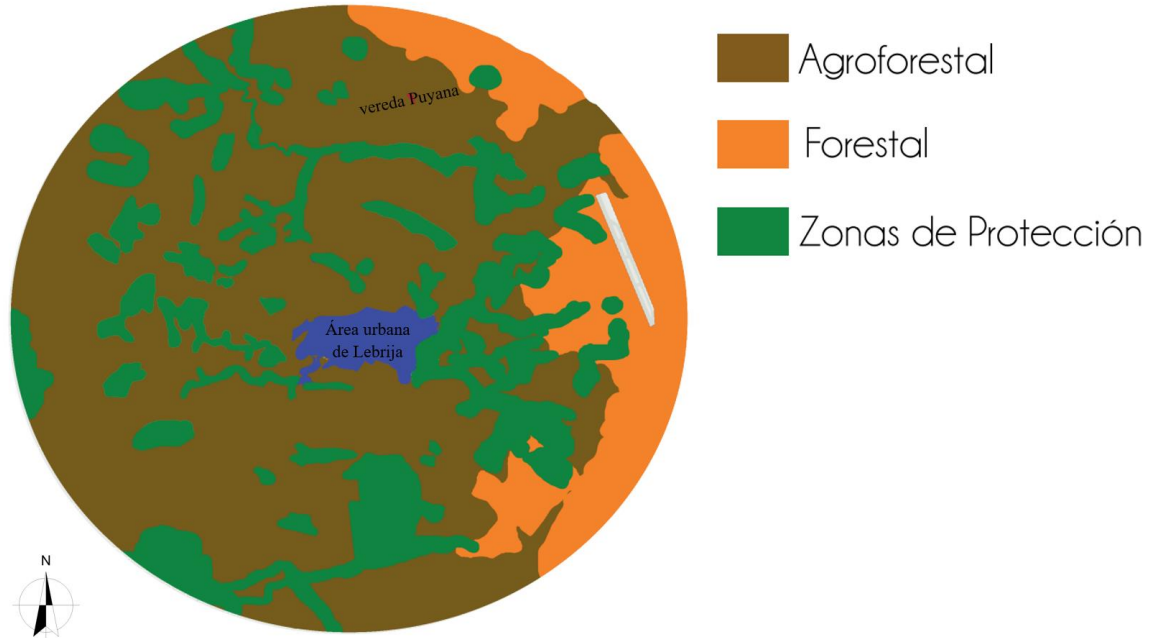 vereda Puyana
Área urbana
de Lebrija
Agroforestal
Forestal
Zonas de Protección
N